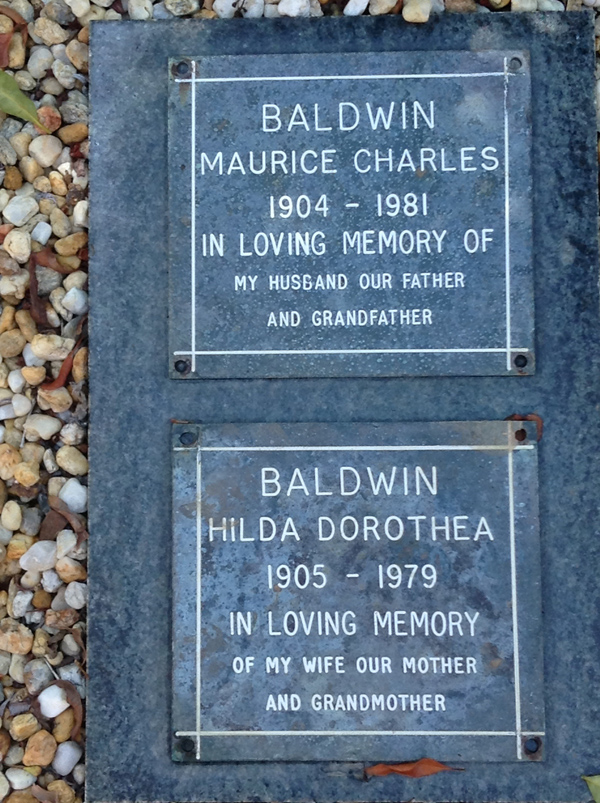 BALDWIN
MAURICE CHARLES
1904 - 1981
IN LOVING MEMORY OF
MY HUSBAND OUR FATHER
AND GRANDFATHER
BALDWIN
HILDA DOROTHEA
1905 - 1979
IN LOVING MEMORY
OF MY WIFE OUR MOTHER
AND GRANDMOTHER